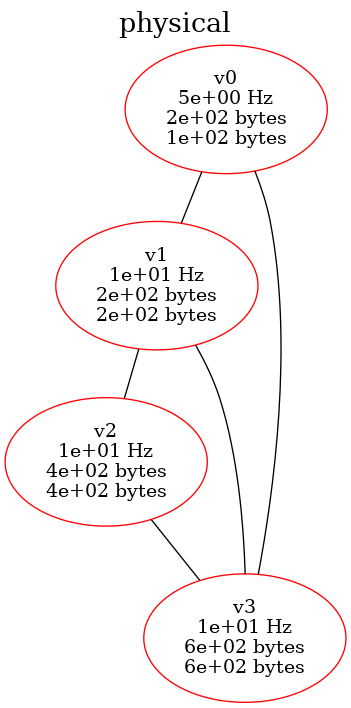 physical
v0
5e+00 Hz
2e+02 bytes
1e+02 bytes
v1
1e+01 Hz
2e+02 bytes
2e+02 bytes
v2
1e+01 Hz
4e+02 bytes
4e+02 bytes
v3
1e+01 Hz
6e+02 bytes
6e+02 bytes